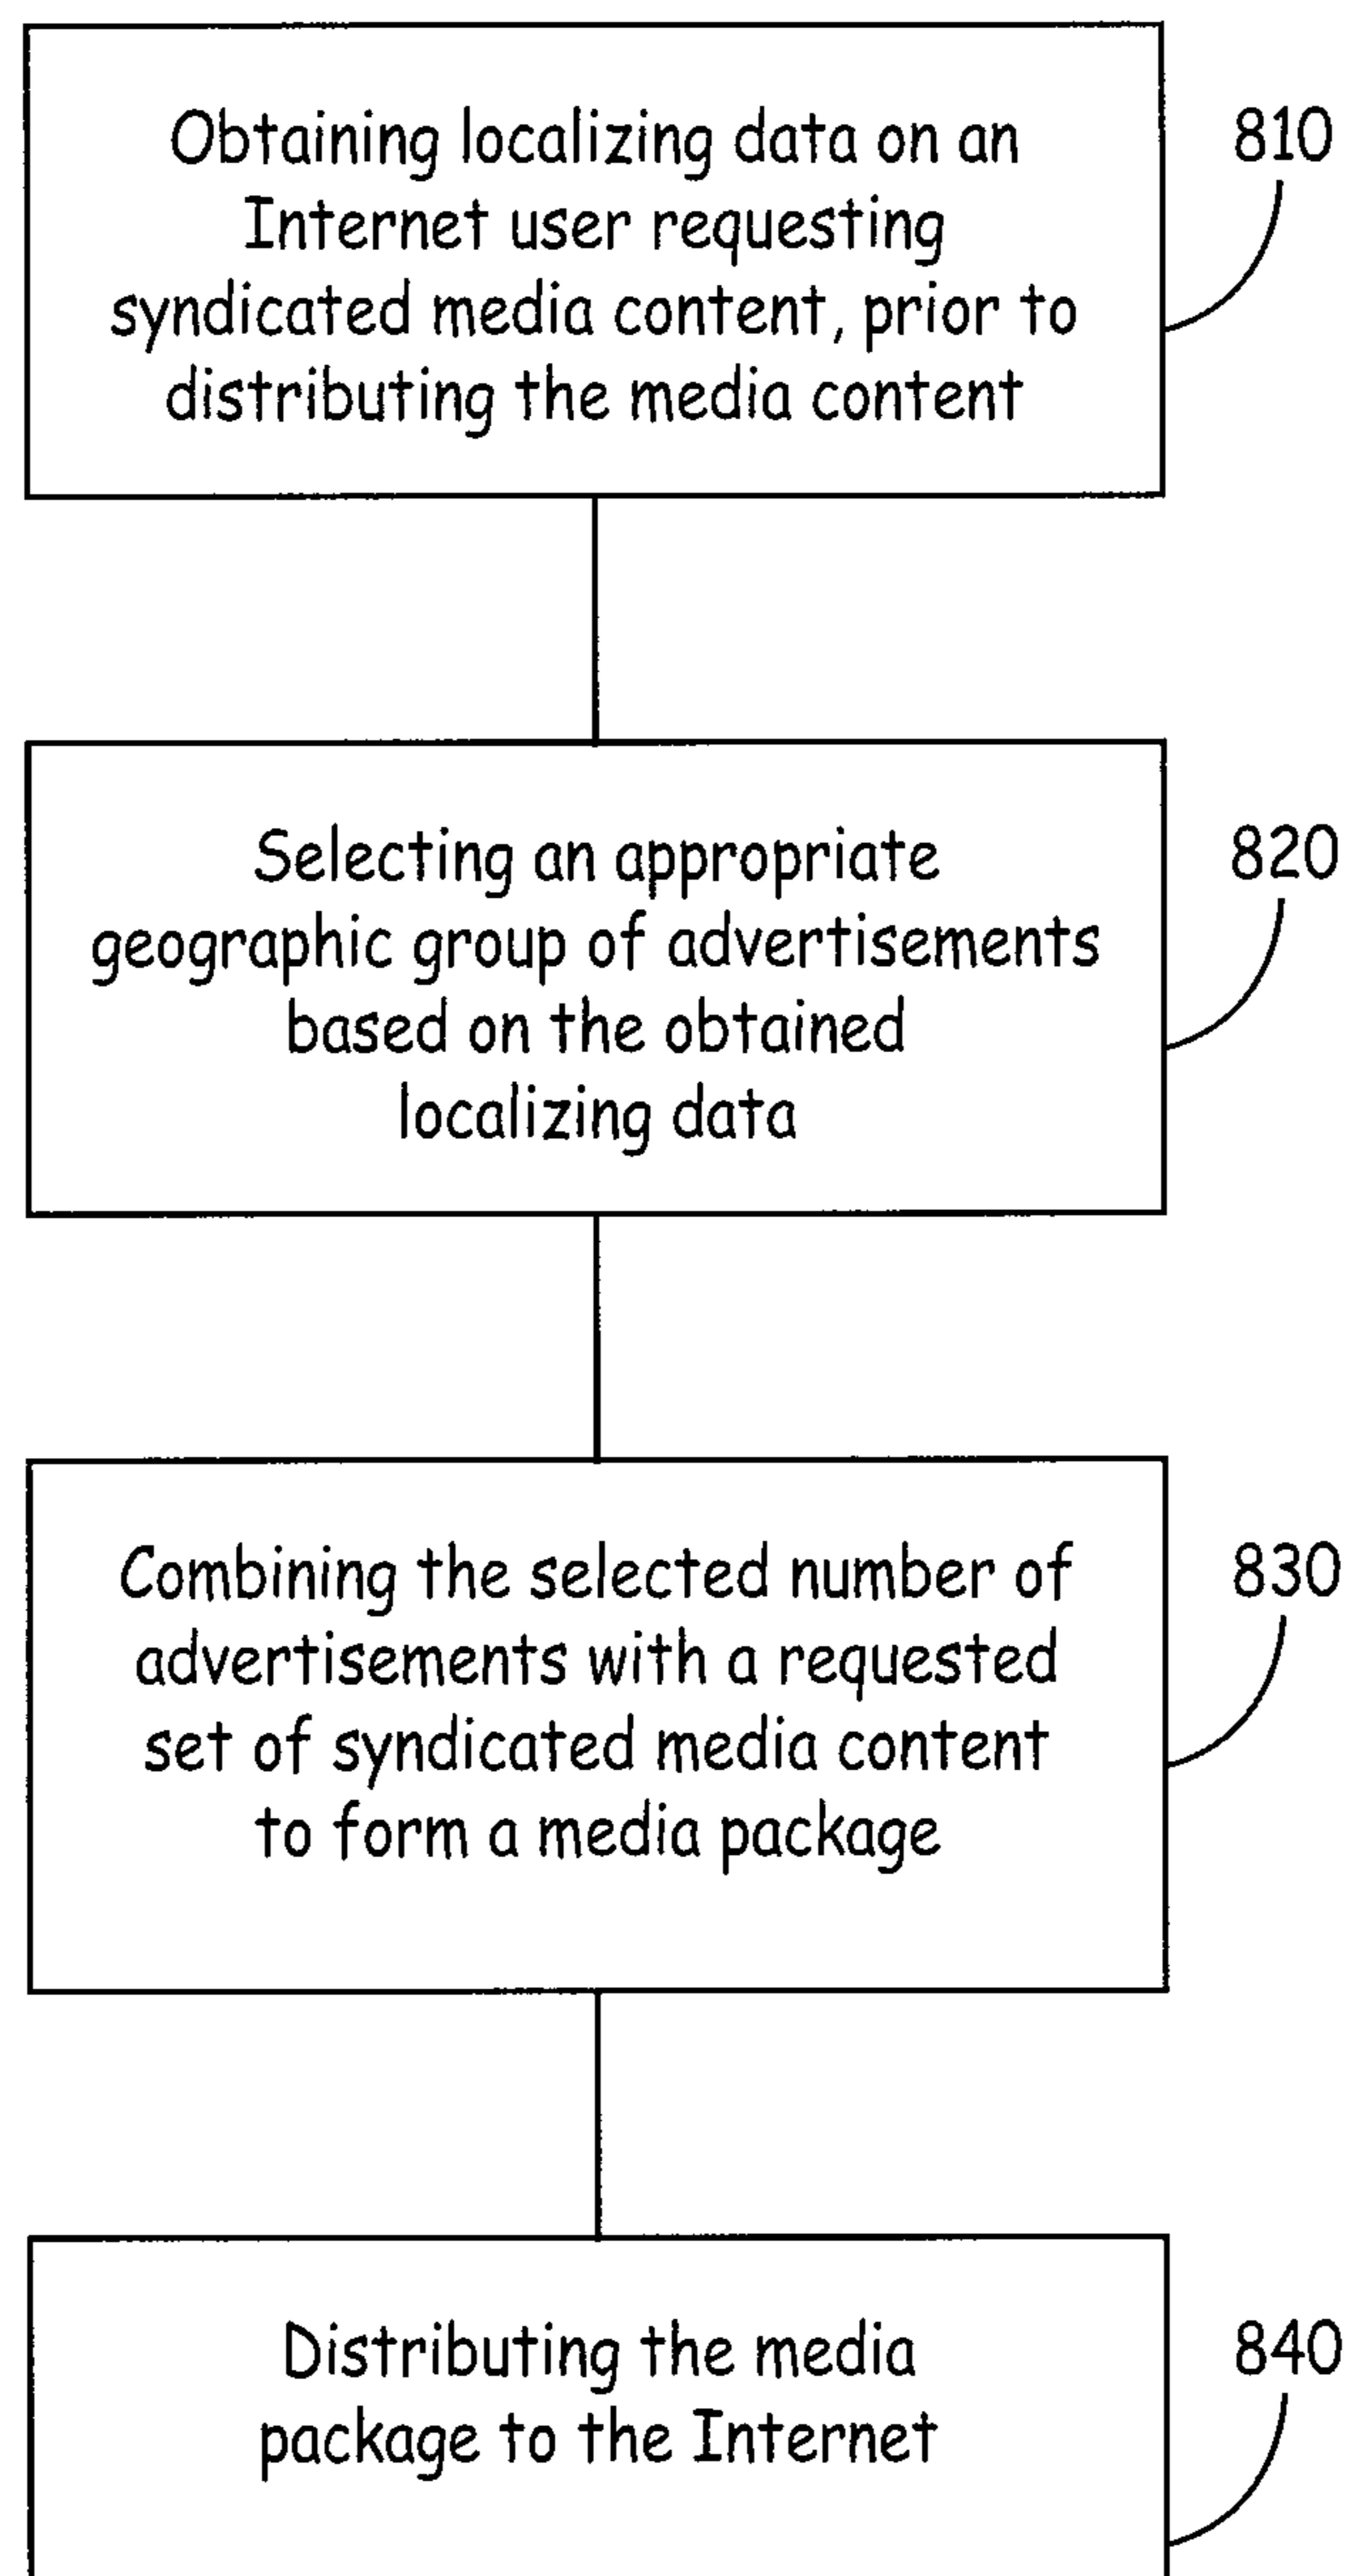 Obtaining localizing data on an
Internet user requesting
syndicated media content, prior to
distributing the media content
810
Selecting an appropriate
geographic group of advertisements
based on the obtained
localizing data
820
Combining the selected number of
advertisements with a requested
set of syndicated media content
to form a media package
830
Distributing the media
package to the Internet
840